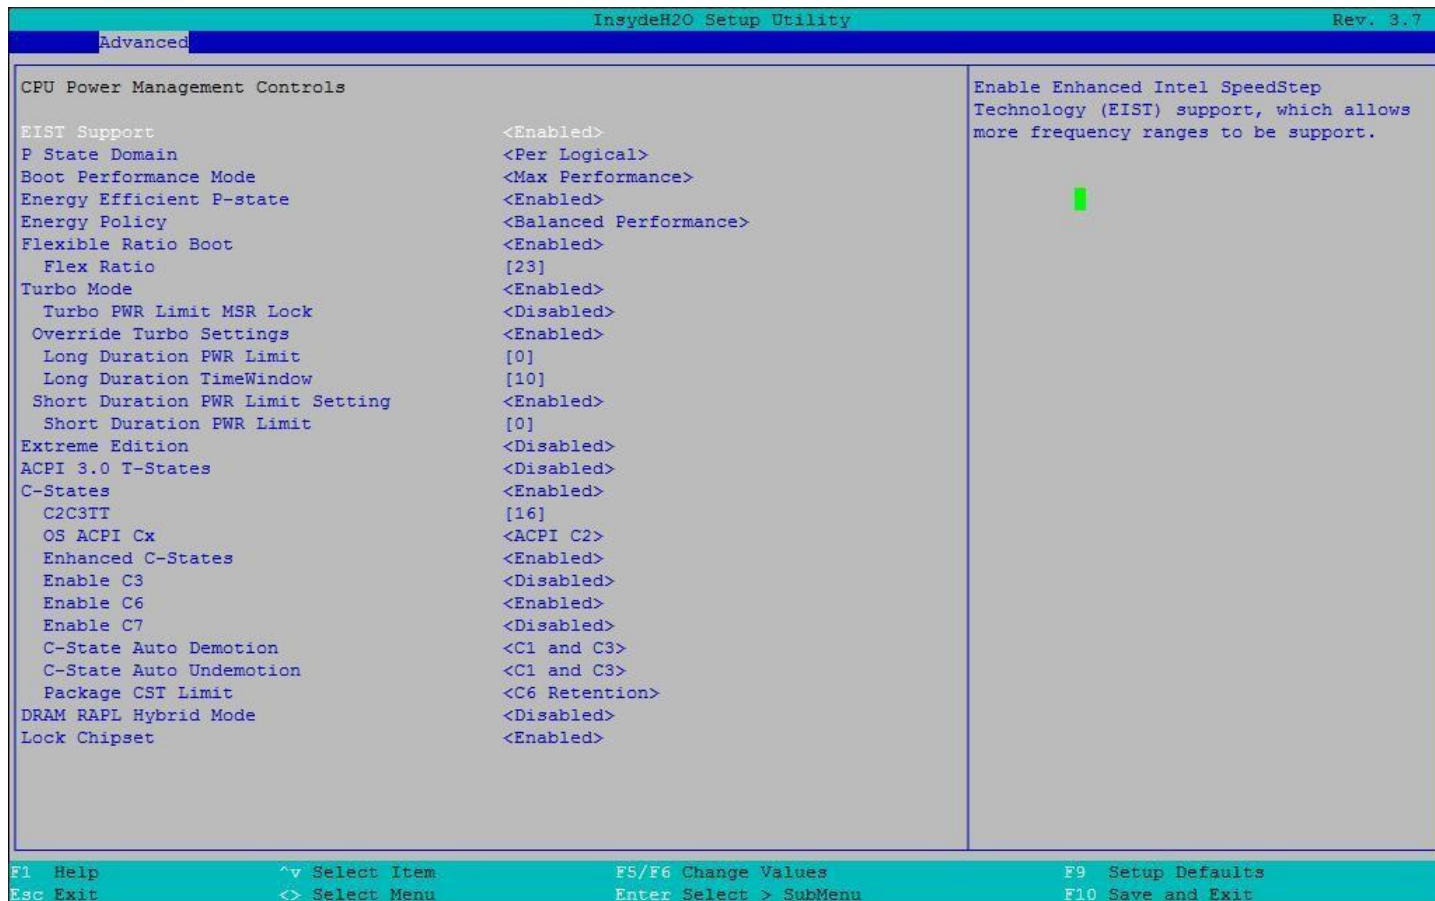 InsydeH2O Setup Utility Rev. 3.7
Advanced
CPU Power Management Controls
EIST Support <Enabled>
P State Domain <Per Logical>
Boot Performance Mode <Max Performance>
Energy Efficient P-state <Enabled>
Energy Policy <Balanced Performance>
Flexible Ratio Boot <Enabled>
Flex Ratio [23]
Turbo Mode <Enabled>
Turbo PWR Limit MSR Lock <Disabled>
Override Turbo Settings <Enabled>
Long Duration PWR Limit [0]
Long Duration TimeWindow [10]
Short Duration PWR Limit Setting <Enabled>
Short Duration PWR Limit [0]
Extreme Edition <Disabled>
ACPI 3.0 T-States <Disabled>
C-States <Enabled>
C2C3TT [16]
OS ACPI Cx <ACPI C2>
Enhanced C-States <Enabled>
Enable C3 <Disabled>
Enable C6 <Enabled>
Enable C7 <Disabled>
C-State Auto Demotion <C1 and C3>
C-State Auto Undemotion <C1 and C3>
Package CST Limit <C6 Retention>
DRAM RAPL Hybrid Mode <Disabled>
Lock Chipset <Enabled>
Enable Enhanced Intel SpeedStep
Technology (EIST) support, which allows
more frequency ranges to be support.
F1 Help ^v Select Item F5/F6 Change Values F9 Setup Defaults
Esc Exit <> Select Menu Enter Select > SubMenu F10 Save and Exit